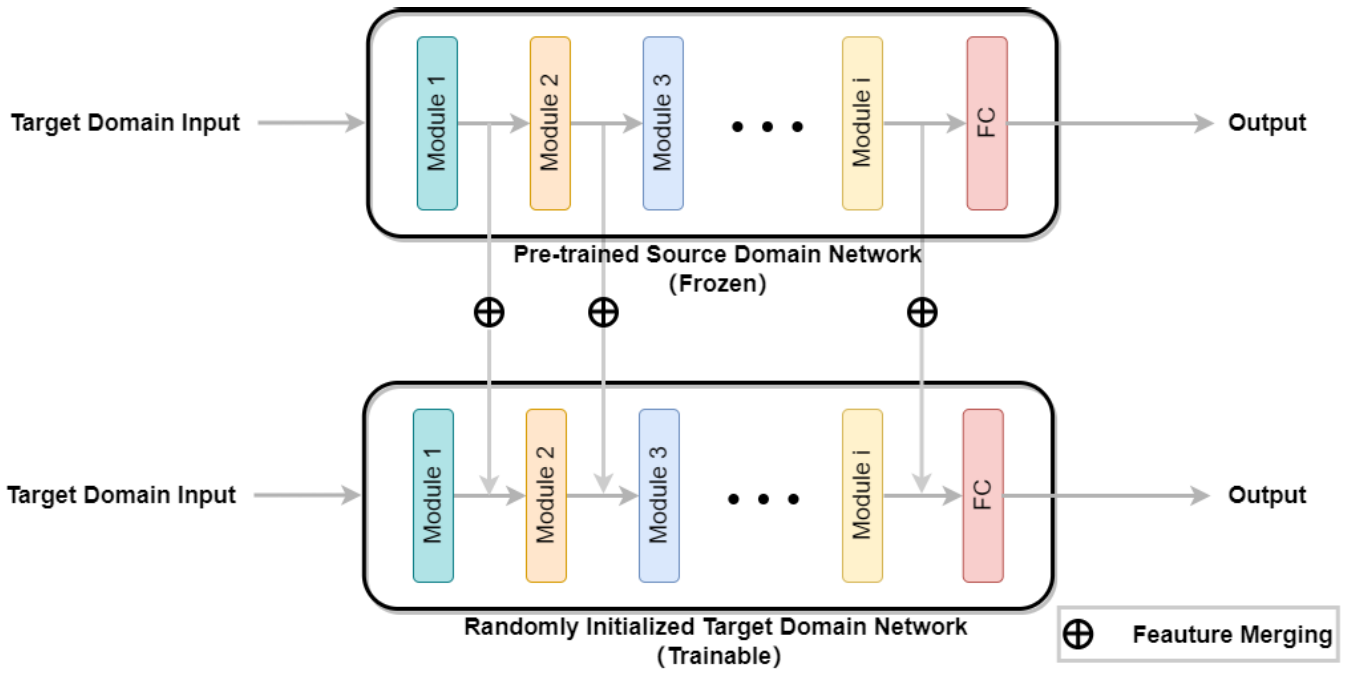 Module 1
Module 2
Module 3
Module i
FC
Target Domain Input
Output
Pre-trained Source Domain Network
(Frozen)
Module 1
Module 2
Module 3
Module i
FC
Target Domain Input
Output
Randomly Initialized Target Domain Network
(Trainable)
Feauture Merging